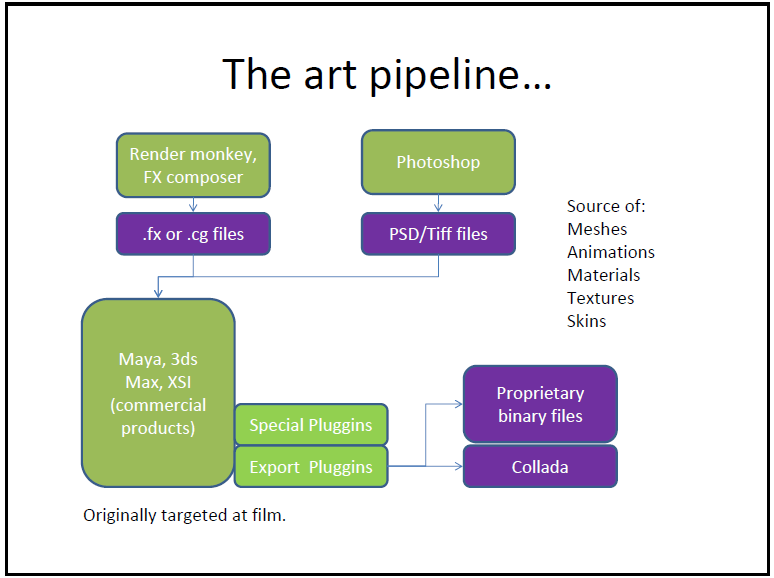 The art pipeline...
Render monkey,
FX composer
Photoshop
.fx or .cg files
PSD/Tiff files
Source of:
Meshes
Animations
Materials
Textures
Skins
Maya, 3ds
Max, XSI
(commercial
products)
Special Pluggins
Export  Pluggins
Proprietary
binary files
Collada
Originally targeted at film.